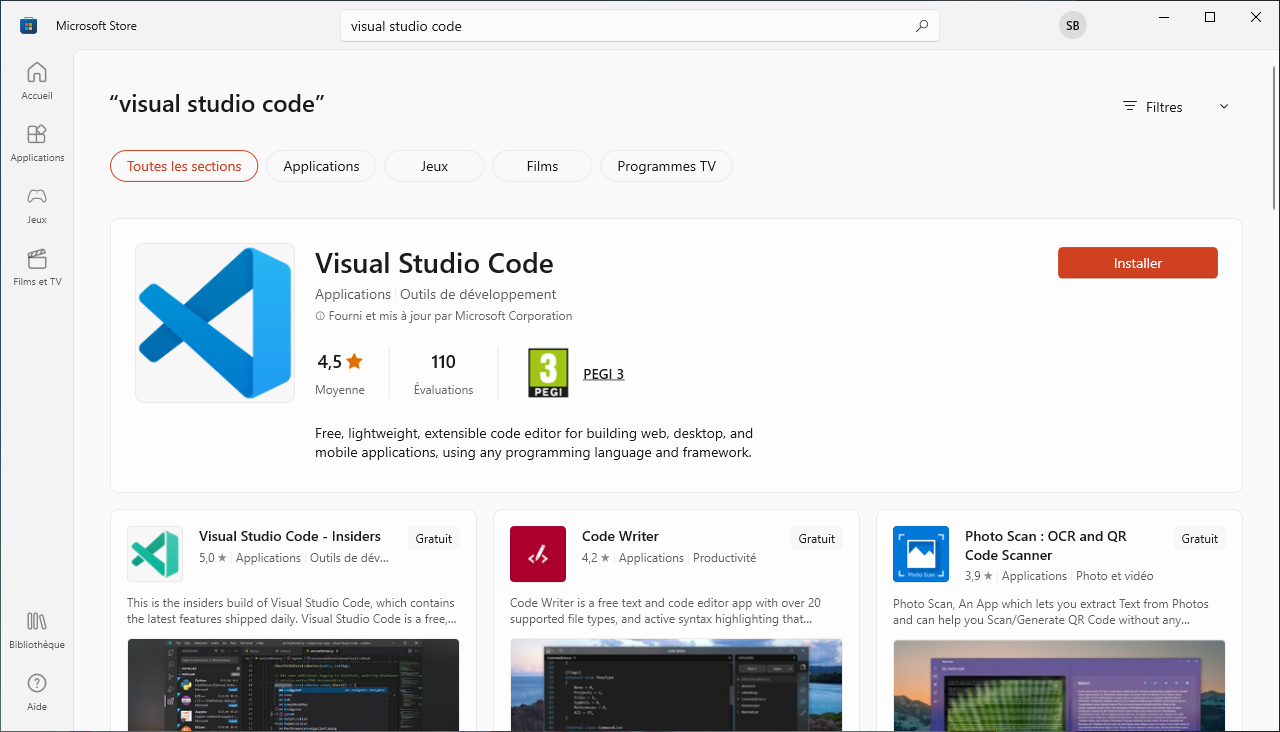 Microsoft Store
visual studio code
SB
Accueil
Applications
Jeux
Films et TV
Bibliothèque
Aide
“visual studio code”
Filtres
Toutes les sections
Applications
Jeux
Films
Programmes TV
Visual Studio Code
Installer
Applications
Outils de développement
Fourni et mis à jour par Microsoft Corporation
4,5
110
3
PEGI
PEGI 3
Moyenne
Évaluations
Free, lightweight, extensible code editor for building web, desktop, and
mobile applications, using any programming language and framework.
Visual Studio Code - Insiders
Gratuit
5,0 ★
Applications
Outils de dév...
This is the insiders build of Visual Studio Code, which contains
the latest features shipped daily. Visual Studio Code is a free,...
Code Writer
Gratuit
4,2 ★
Applications
Productivité
Code Writer is a free text and code editor app with over 20
supported file types, and active syntax highlighting that...
Photo Scan
Photo Scan : OCR and QR
Code Scanner
Gratuit
3,9 ★
Applications
Photo et vidéo
Photo Scan, An App which lets you extract Text from Photos
and can help you Scan/Generate QR Code without any...